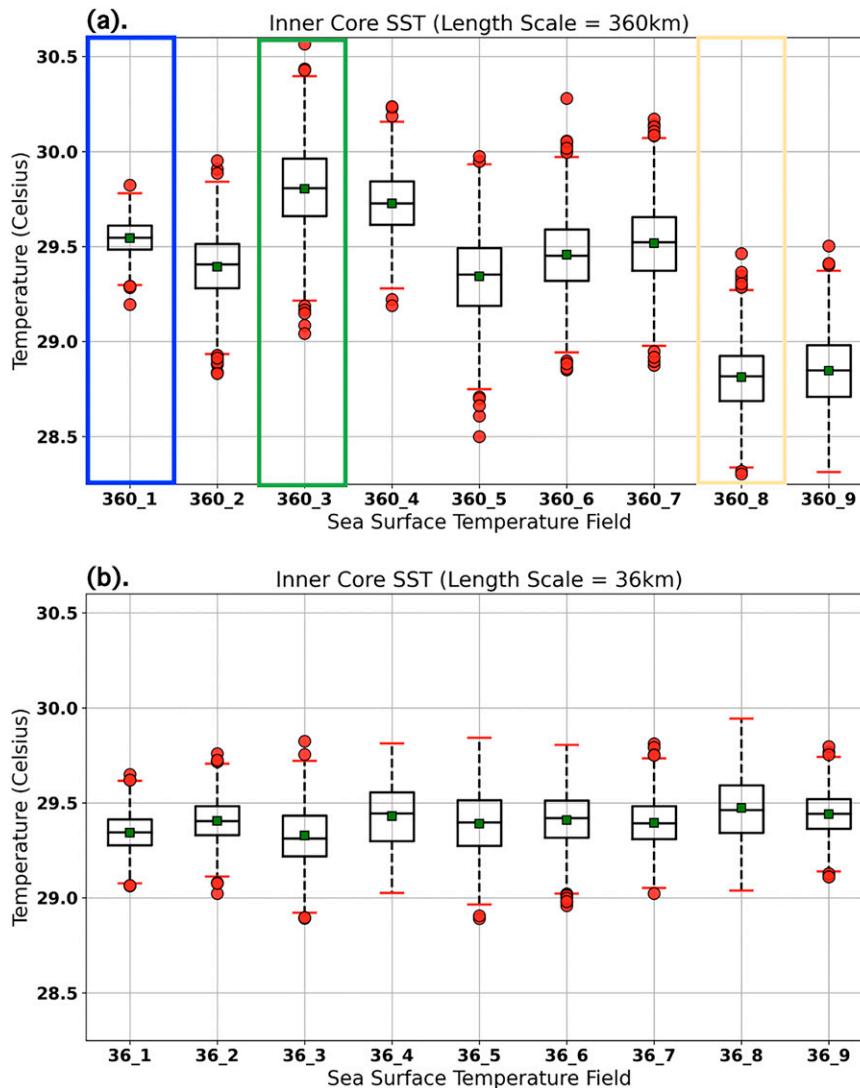 (a).
Inner Core SST (Length Scale = 360km)
30.5
30.0
29.5
29.0
28.5
Temperature (Celsius)
360_1 360_2 360_3 360_4 360_5 360_6 360_7 360_8 360_9
Sea Surface Temperature Field
(b).
Inner Core SST (Length Scale = 36km)
30.5
30.0
29.5
29.0
28.5
Temperature (Celsius)
36_1 36_2 36_3 36_4 36_5 36_6 36_7 36_8 36_9
Sea Surface Temperature Field